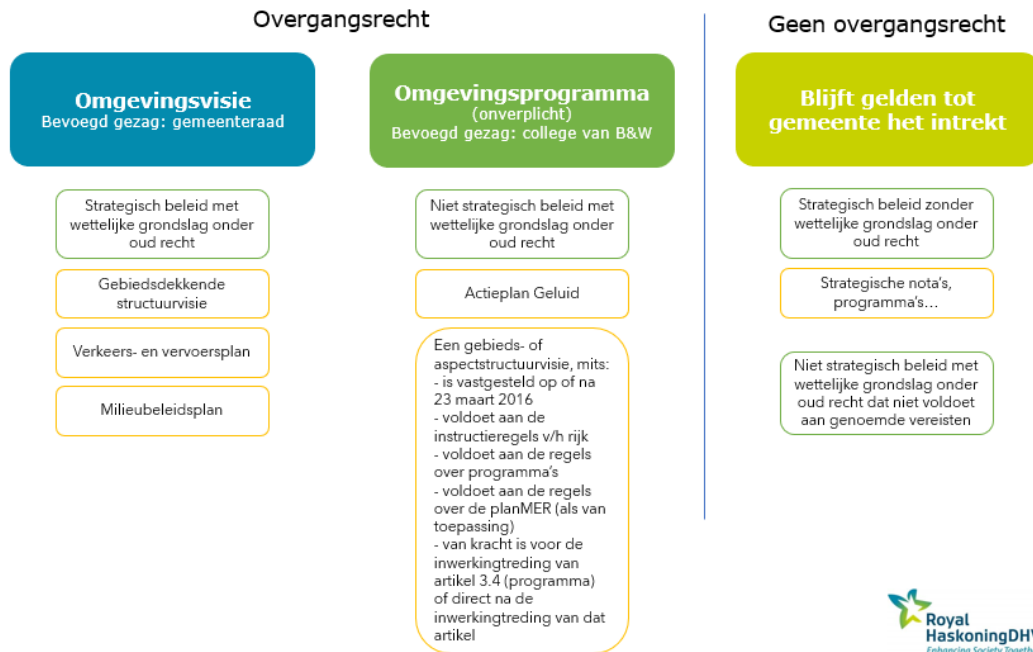 Overgangsrecht
Geen overgangsrecht
Omgevingsvisie
Bevoegd gezag: gemeenteraad
Strategisch beleid met
wettelijke grondslag onder
oud recht
Gebiedsdekkende
structuurvisie
Verkeers- en vervoersplan
Milieubeleidsplan
Omgevingsprogramma
(onverplicht)
Bevoegd gezag: college van B&W
Niet strategisch beleid met
wettelijke grondslag onder
oud recht
Actieplan Geluid
Een gebieds- of
aspectstructuurvisie, mits:
- is vastgesteld op of na
23 maart 2016
- voldoet aan de
instructieregels v/h rijk
- voldoet aan de regels
over programma's
- voldoet aan de regels
over de planMER (als van
toepassing)
- van kracht is voor de
inwerkingtreding van
artikel 3.4 (programma)
of direct na de
inwerkingtreding van dat
artikel
Blijft gelden tot
gemeente het intrekt
Strategisch beleid zonder
wettelijke grondslag onder
oud recht
Strategische nota's,
programma's...
Niet strategisch beleid met
wettelijke grondslag onder
oud recht dat niet voldoet
aan genoemde vereisten
Royal
HaskoningDHV
Enhancing Society Together